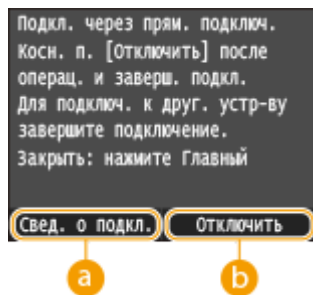 Подкл. через прям. подключ.
Косн. п. [Отключить] после
операц. и заверш. подкл.
Для подключ. к друг. устр-ву
завершите подключение.
Закрыть: нажмите Главный
Свед. о подкл. Отключить
a b